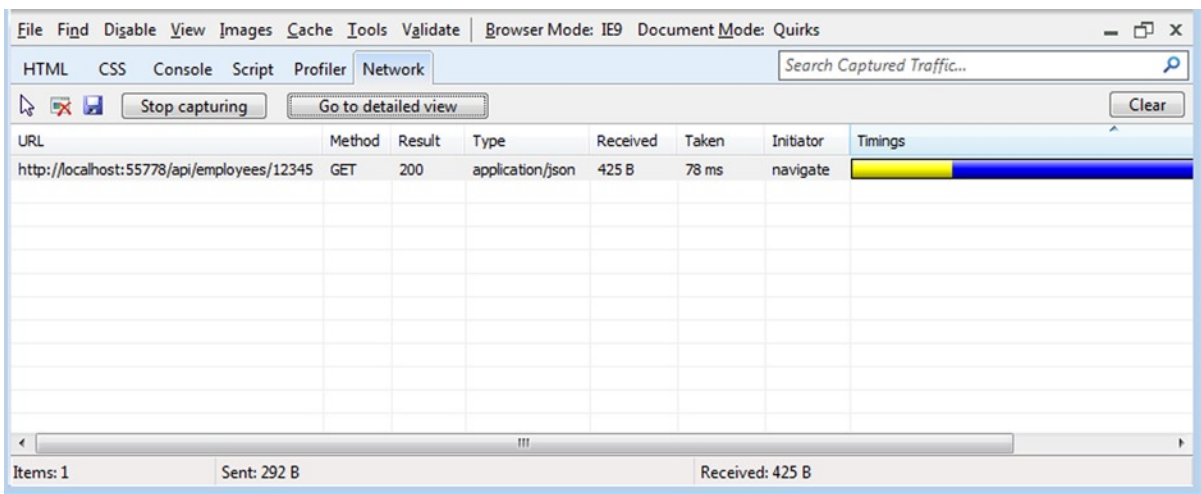 File Find Disable View Images Cache Tools Validate Browser Mode: IE9 Document Mode: Quirks
HTML CSS Console Script Profiler Network Search Captured Traffic...
Stop capturing Go to detailed view Clear
URL Method Result Type Received Taken Initiator Timings
http://localhost:55778/api/employees/12345 GET 200 application/json 425 B 78 ms navigate
Items: 1 Sent: 292 B Received: 425 B